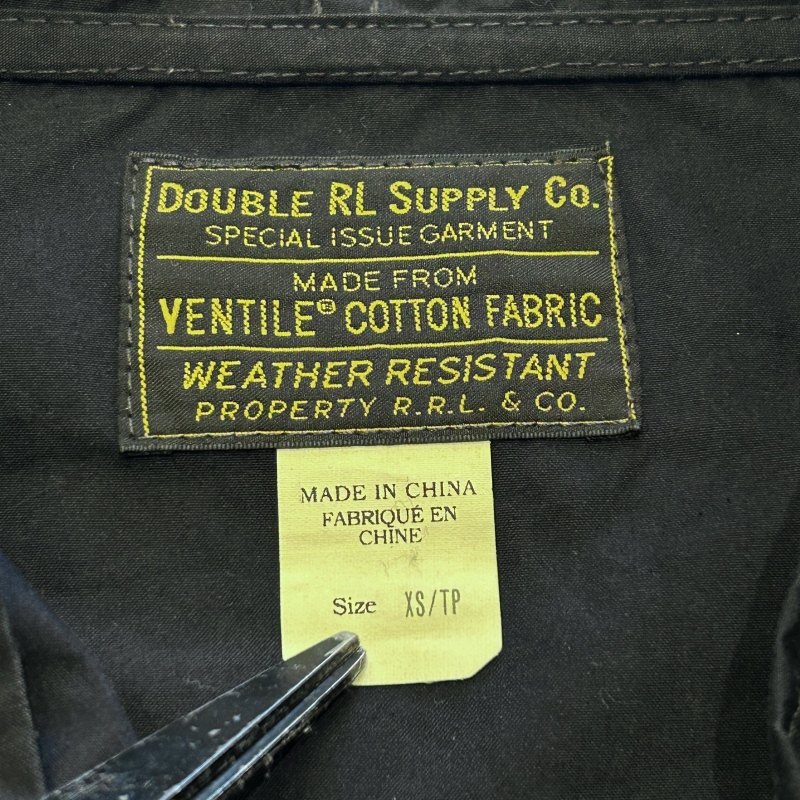 DOUBLE RL SUPPLY CO.
SPECIAL ISSUE GARMENT
MADE FROM
VENTILE® COTTON FABRIC
WEATHER RESISTANT
PROPERTY R.R.L. & CO.
MADE IN CHINA
FABRIQUÉ EN
CHINE
Size XS/TP